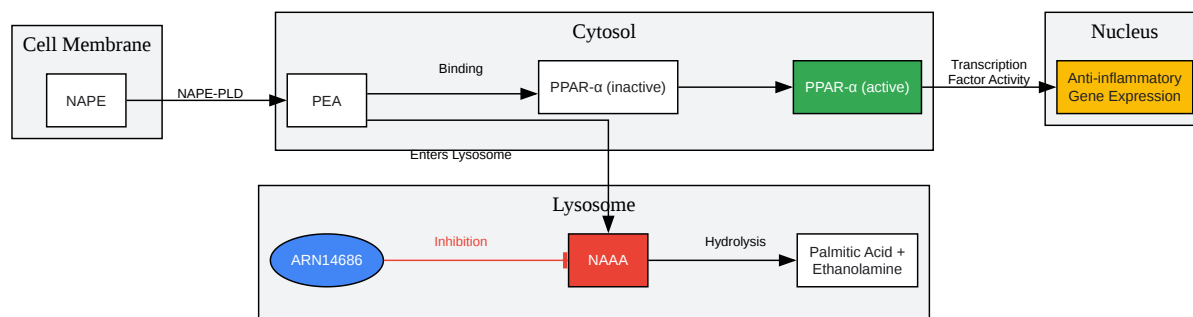 Cell Membrane
NAPE
NAPE-PLD
Cytosol
PEA
Binding
PPAR-α (inactive)
PPAR-α (active)
Transcription
Factor Activity
Nucleus
Anti-inflammatory
Gene Expression
Enters Lysosome
Lysosome
ARN14686
Inhibition
NAAA
Hydrolysis
Palmitic Acid +
Ethanolamine